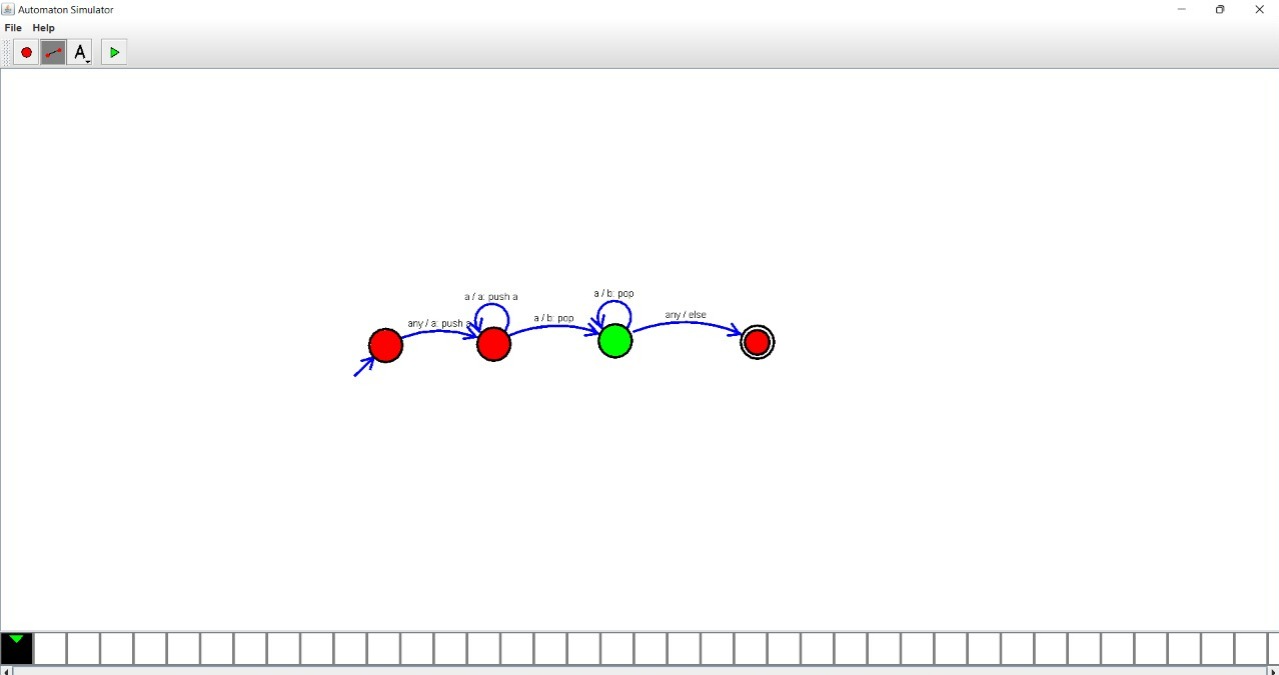 Automaton Simulator
File Help
A
a / a: push a
a / b: pop
any / a: push a
a / b: pop
any / else